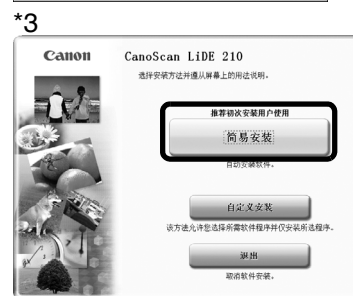 *3
Canon
CanoScan LiDE 210
选择安装方法并遵从屏幕上的用法说明。
推荐初次安装用户使用
简易安装
自动安装软件。
自定义安装
该方法允许您选择所需软件程序并仅安装所选程序。
退出
取消软件安装。